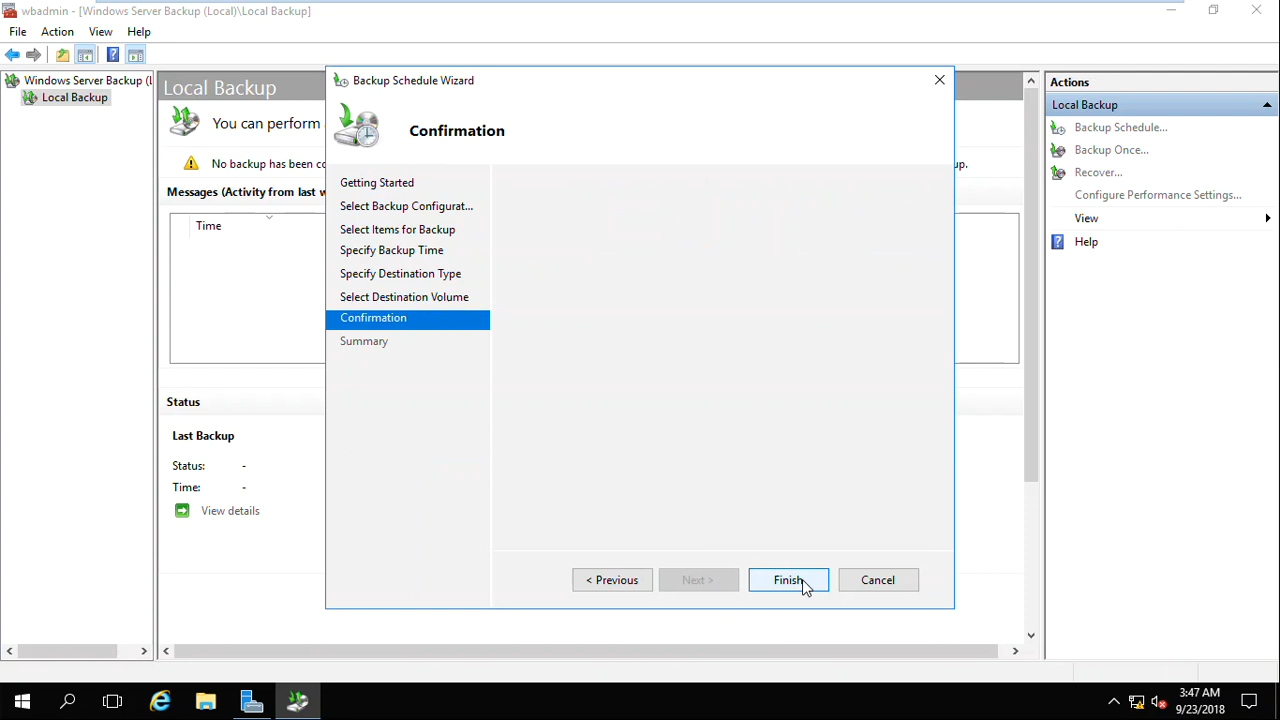 wbadmin - [Windows Server Backup (Local)\Local Backup]
File Action View Help
Windows Server Backup (L
Local Backup
Local Backup
You can perform
No backup has been co
up.
Messages (Activity from last w
Time
Status
Last Backup
Status: -
Time: -
View details
Backup Schedule Wizard
Confirmation
Getting Started
Select Backup Configurat...
Select Items for Backup
Specify Backup Time
Specify Destination Type
Select Destination Volume
Confirmation
Summary
< Previous
Next >
Finish
Cancel
Actions
Local Backup
Backup Schedule...
Backup Once...
Recover...
Configure Performance Settings...
View
Help
3:47 AM
9/23/2018